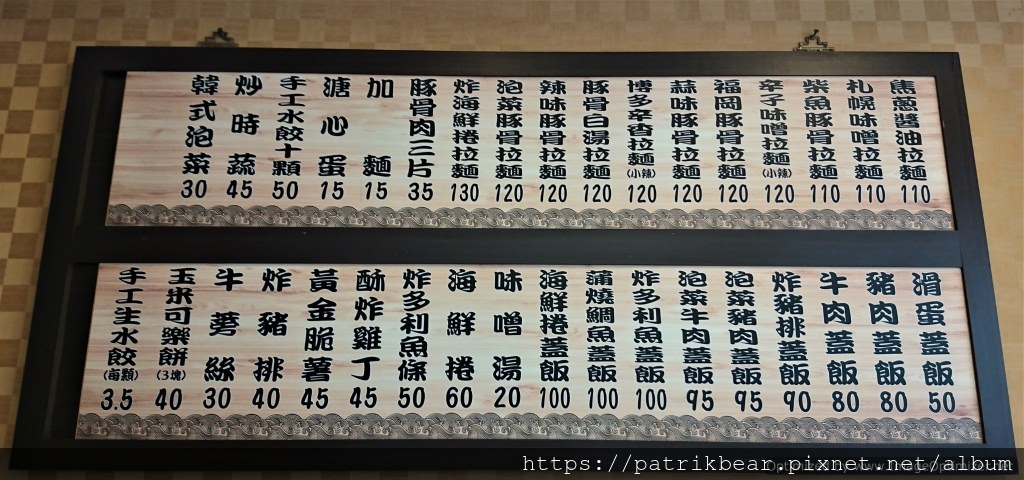 焦蔥醬油拉麵 110
札幌味噌拉麵 110
柴魚豚骨拉麵 110
辛子味噌拉麵(小辣) 120
福岡豚骨拉麵 120
蒜味豚骨拉麵 120
博多辛香拉麵(小辣) 120
豚骨白湯拉麵 120
辣味豚骨拉麵 120
泡菜豚骨拉麵 120
炸海鮮捲拉麵 130
豚骨肉三片 35
加麵 15
溏心蛋 15
手工水餃十顆 50
炒時蔬 45
韓式泡菜 30
滑蛋蓋飯 50
豬肉蓋飯 80
牛肉蓋飯 80
炸豬排蓋飯 90
泡菜豬肉蓋飯 95
泡菜牛肉蓋飯 95
炸多利魚蓋飯 100
蒲燒鯛魚蓋飯 100
海鮮捲蓋飯 100
味噌湯 20
海鮮捲 60
炸多利魚條 50
酥炸雞丁 45
黃金脆薯 45
炸豬排 40
牛蒡絲 30
玉米可樂餅(3塊) 40
手工生水餃(每顆) 3.5
https://patrikbear.pixnet.net/album